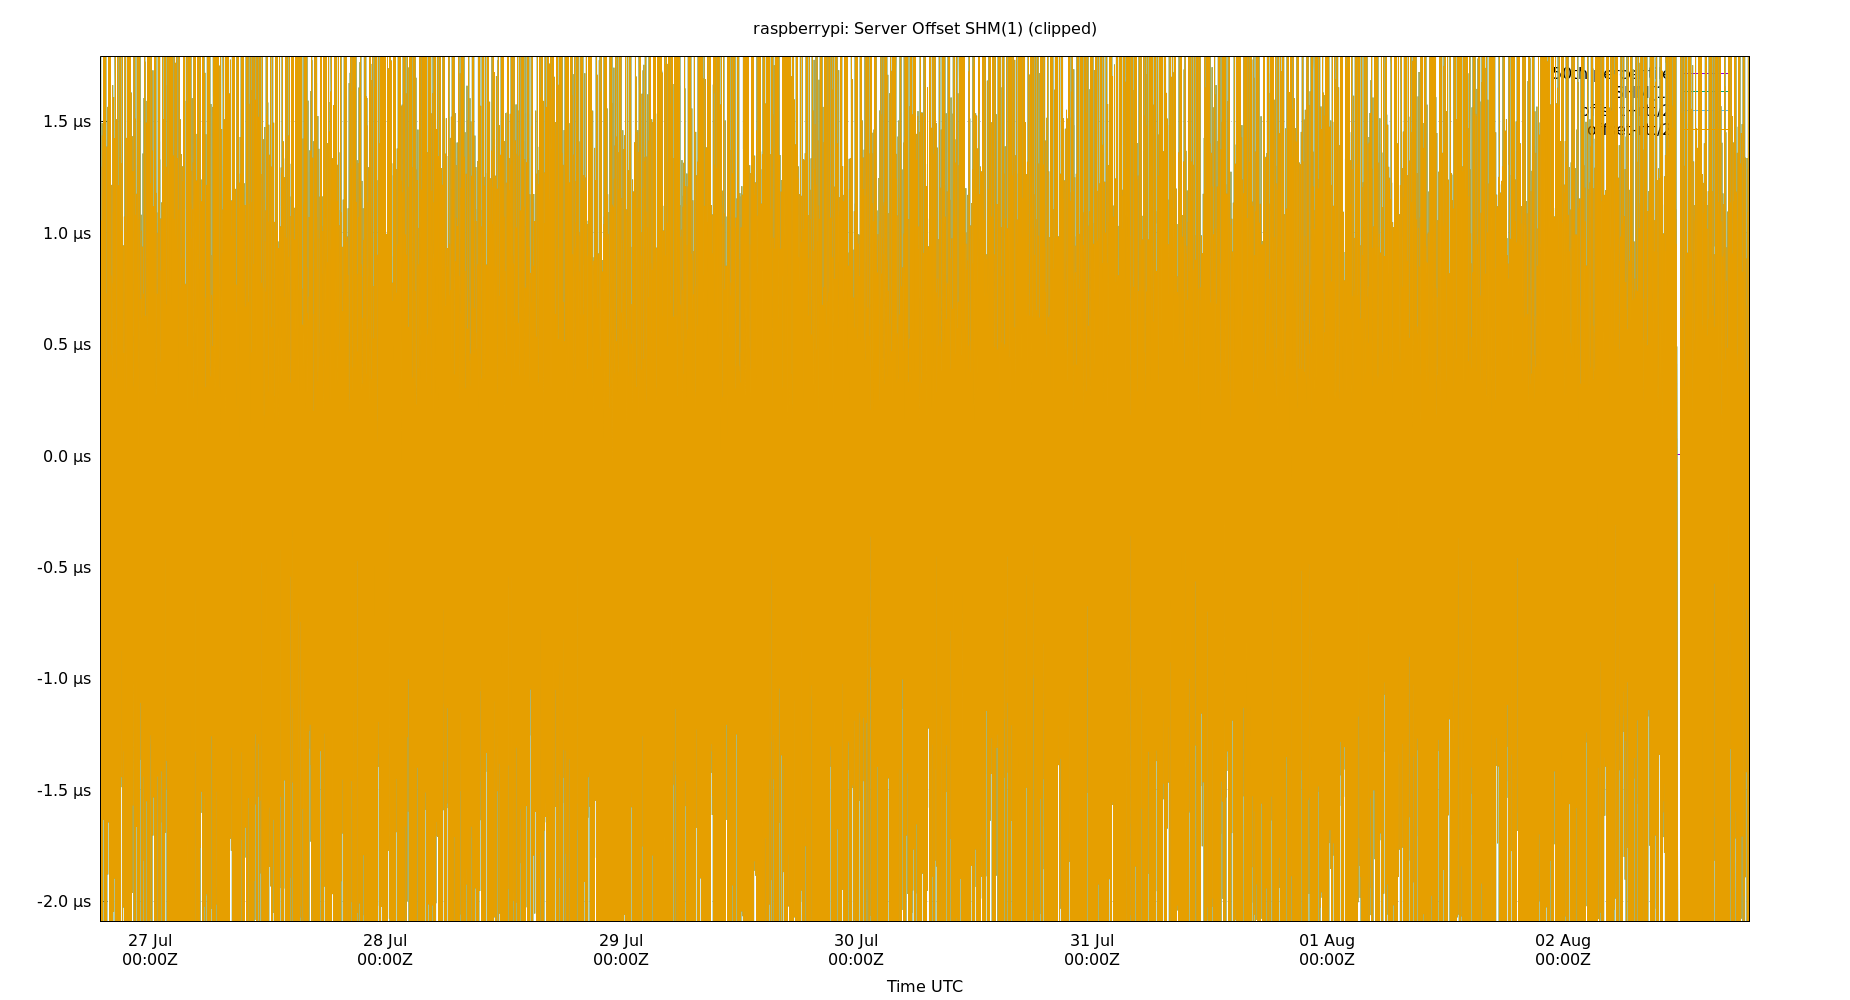 raspberrypi: Server Offset SHM(1) (clipped)
50th percentile
1.5 µs
1.0 µs
0.5 µs
0.0 µs
-0.5 µs
-1.0 µs
-1.5 µs
-2.0 µs
27 Jul 28 Jul 29 Jul 30 Jul 31 Jul 01 Aug 02 Aug
00:00Z 00:00Z 00:00Z 00:00Z 00:00Z 00:00Z 00:00Z
Time UTC